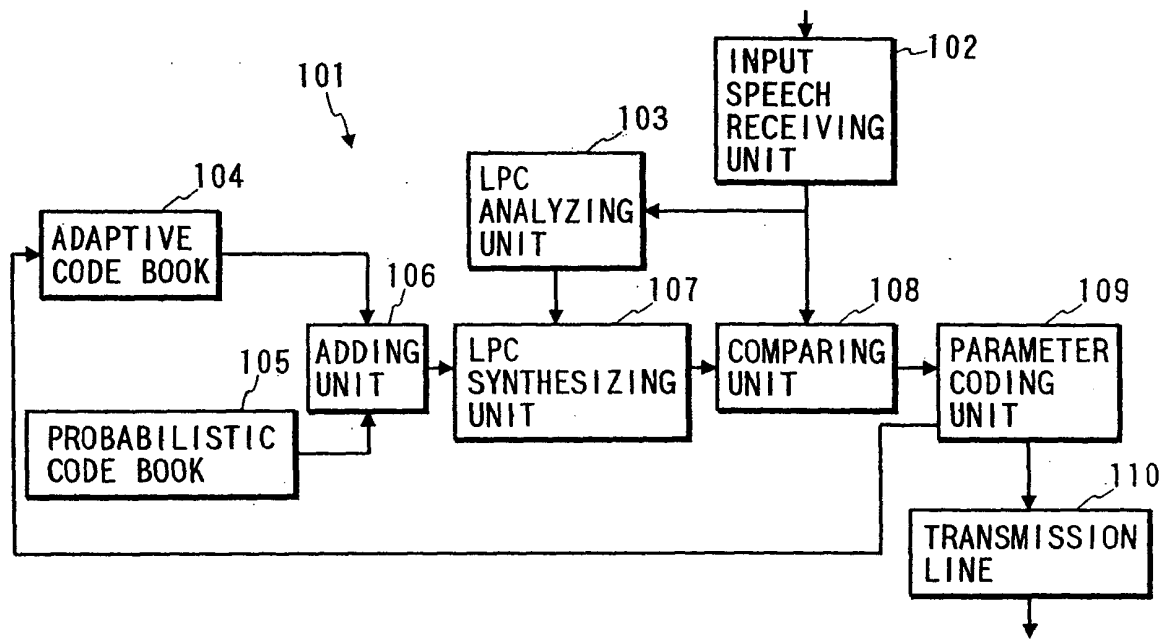 102
INPUT
SPEECH
RECEIVING
UNIT
101
103
LPC
ANALYZING
UNIT
104
ADAPTIVE
CODE BOOK
106
ADDING
UNIT
107
LPC
SYNTHESIZING
UNIT
108
COMPARING
UNIT
109
PARAMETER
CODING
UNIT
105
PROBABILISTIC
CODE BOOK
110
TRANSMISSION
LINE